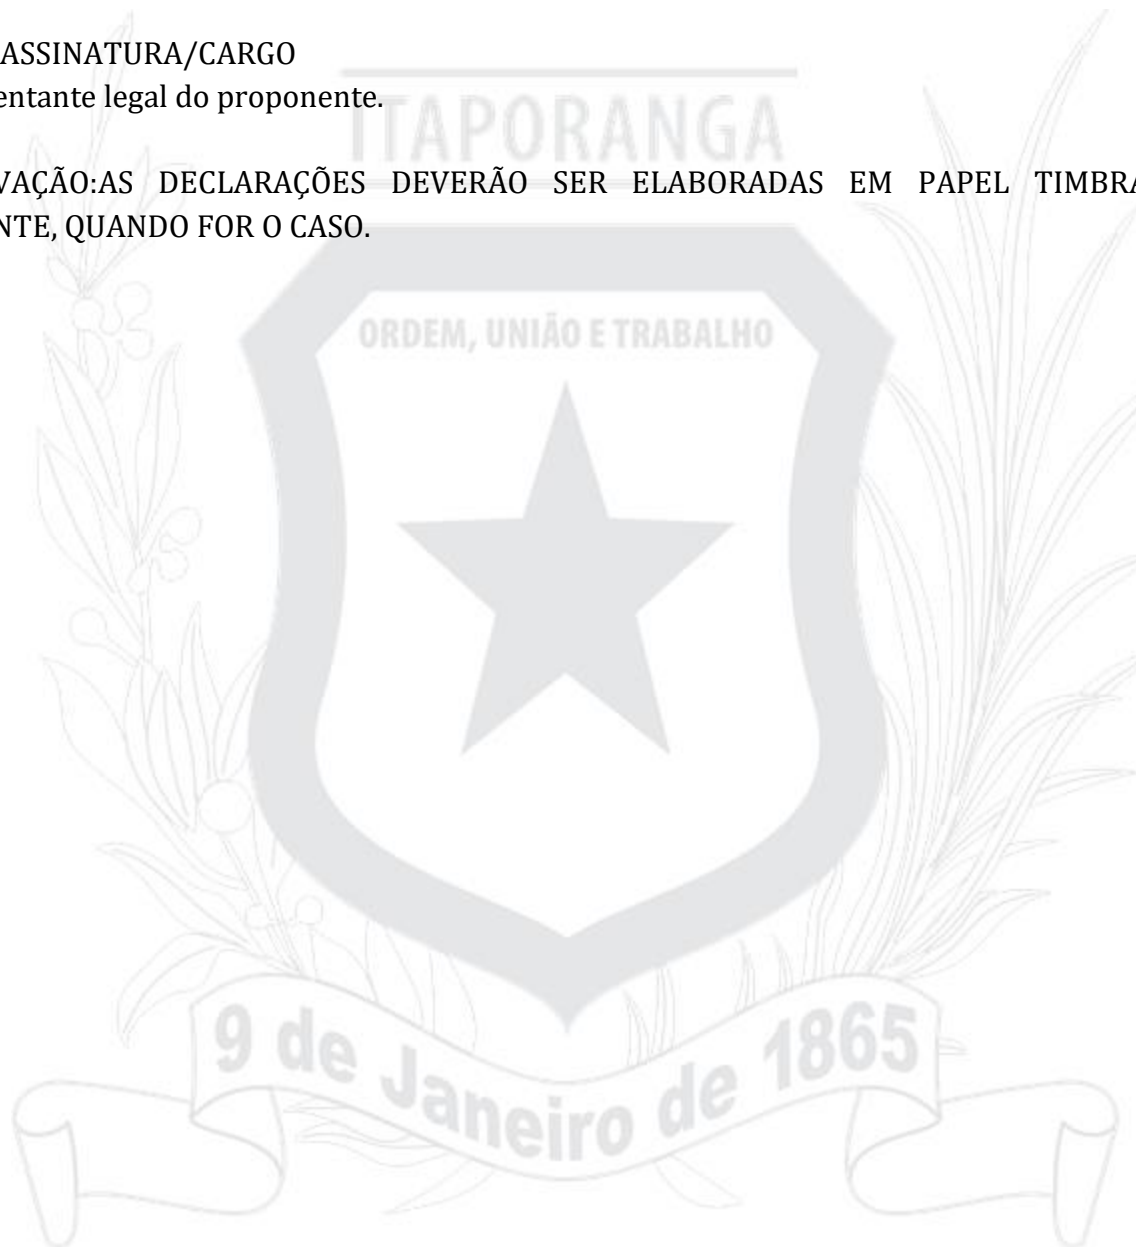 ASSINATURA/CARGO
entante legal do proponente.
ITAPORANGA
VAÇÃO:AS DECLARAÇÕES DEVERÃO SER ELABORADAS EM PAPEL TIMBRA
NTE, QUANDO FOR O CASO.
ORDEM, UNIÃO E TRABALHO
9 de Janeiro de 1865